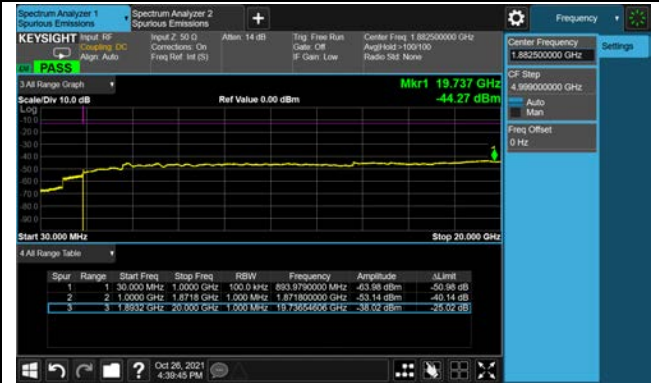 Spectrum Analyzer 1
Spurious Emissions
Spectrum Analyzer 2
Spurious Emissions
+
Frequency
KEYSIGHT
Input: RF
Coupling: DC
Align: Auto
Input Z: 50 Ω
Corrections: On
Freq Ref: Int (S)
Atten: 14 dB
Trig: Free Run
Gate: Off
IF Gain: Low
Center Freq: 1.882500000 GHz
Avg|Hold:>100/100
Radio Std: None
PASS
Center Frequency
1.882500000 GHz
Settings
CF Step
4.999000000 GHz
Auto
Man
Freq Offset
0 Hz
3 All Range Graph
Mkr1 19.737 GHz
Scale/Div 10.0 dB
Ref Value 0.00 dBm
-44.27 dBm
Log
-10.0
-20.0
-30.0
-40.0
-50.0
-60.0
-70.0
-80.0
-90.0
1
Start 30.000 MHz
Stop 20.000 GHz
4 All Range Table
Spur Range Start Freq Stop Freq RBW Frequency Amplitude ΔLimit
1 1 30.000 MHz 1.0000 GHz 100.0 kHz 893.9790000 MHz -63.98 dBm -50.98 dB
2 2 1.0000 GHz 1.8718 GHz 1.000 MHz 1.871800000 GHz -53.14 dBm -40.14 dB
3 3 1.8932 GHz 20.000 GHz 1.000 MHz 19.73654606 GHz -38.02 dBm -25.02 dB
?
Oct 26, 2021
4:39:45 PM